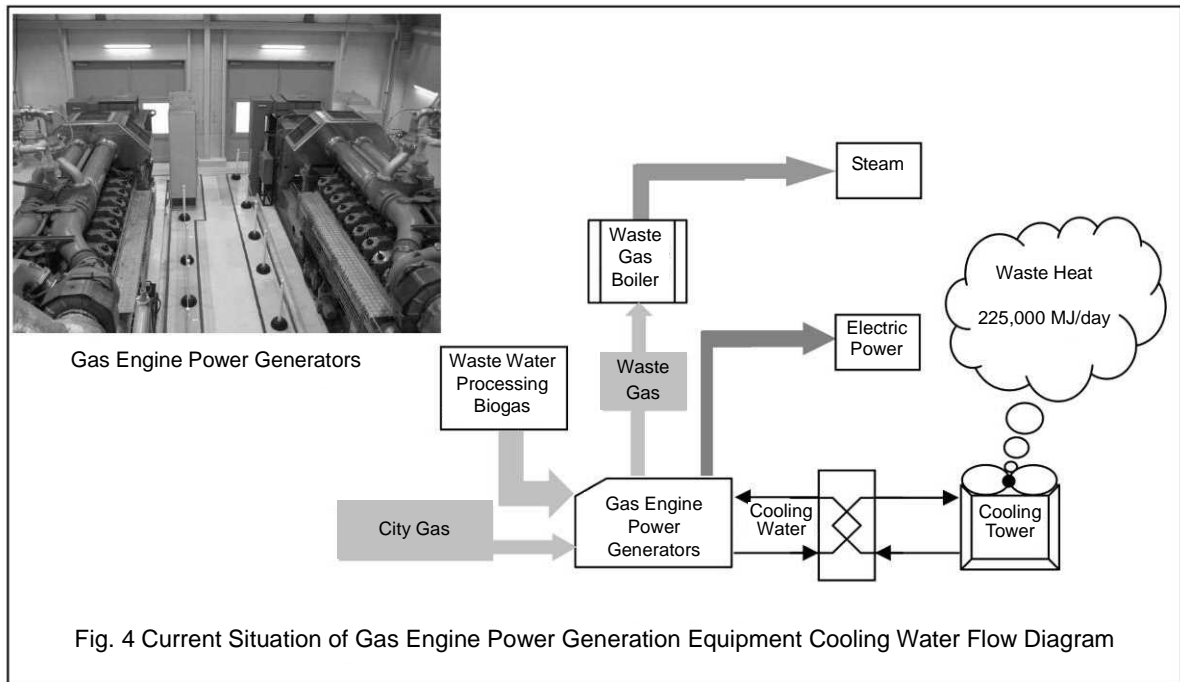 Gas Engine Power Generators
Steam
Waste
Gas
Boiler
Waste Heat
225,000 MJ/day
Electric
Power
Waste Water
Processing
Biogas
Waste
Gas
City Gas
Gas Engine
Power
Generators
Cooling
Water
Cooling
Tower
Fig. 4 Current Situation of Gas Engine Power Generation Equipment Cooling Water Flow Diagram